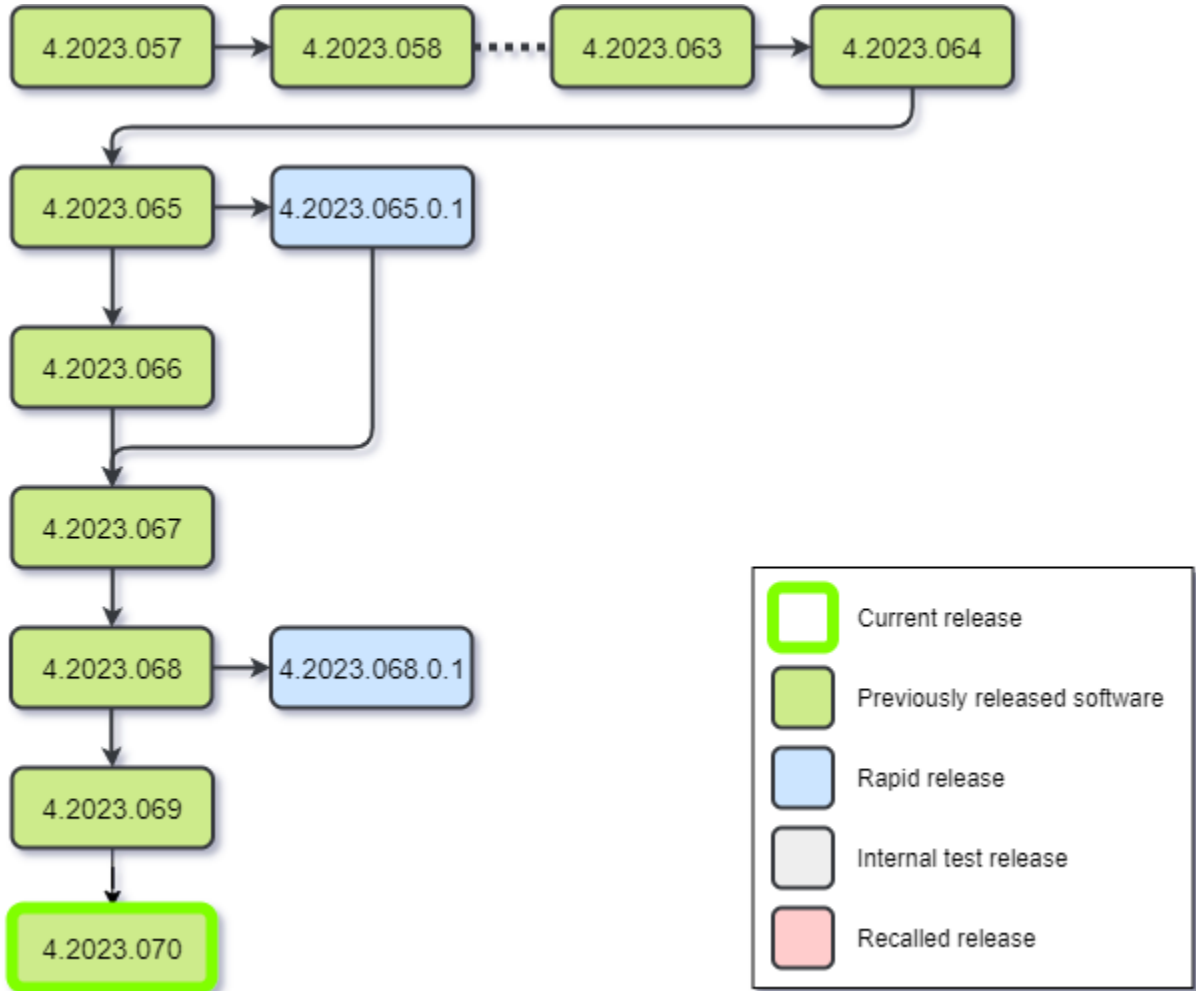 4.2023.057
4.2023.058
4.2023.063
4.2023.064
4.2023.065
4.2023.065.0.1
4.2023.066
4.2023.067
4.2023.068
4.2023.068.0.1
4.2023.069
4.2023.070
Current release
Previously released software
Rapid release
Internal test release
Recalled release